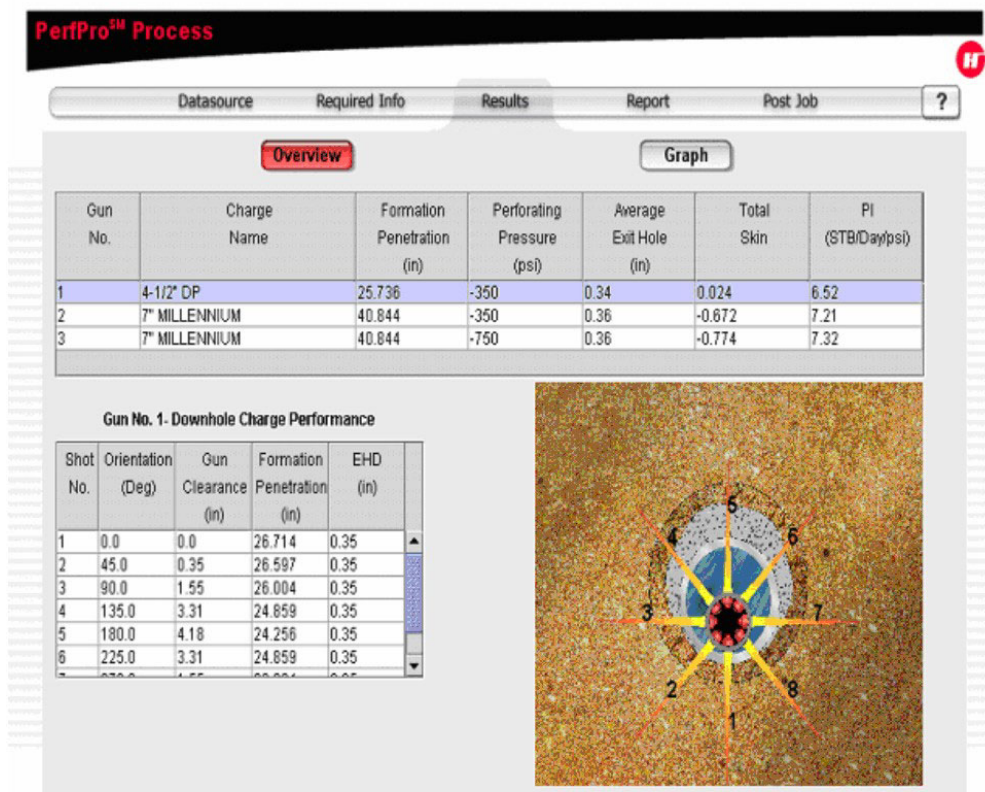 PerfPro℠ Process
H
Datasource Required Info Results Report Post Job ?
Overview Graph
Gun No. Charge Name Formation Penetration (in) Perforating Pressure (psi) Average Exit Hole (in) Total Skin PI (STB/Day/psi)
1 4-1/2" DP 25.736 -350 0.34 0.024 6.52
2 7" MILLENNIUM 40.844 -350 0.36 -0.672 7.21
3 7" MILLENNIUM 40.844 -750 0.36 -0.774 7.32
Gun No. 1- Downhole Charge Performance
Shot No. Orientation (Deg) Gun Clearance (in) Formation Penetration (in) EHD (in)
1 0.0 0.0 26.714 0.35
2 45.0 0.35 26.597 0.35
3 90.0 1.55 26.004 0.35
4 135.0 3.31 24.859 0.35
5 180.0 4.18 24.256 0.35
6 225.0 3.31 24.859 0.35
5
4 6
3 7
2 8
1